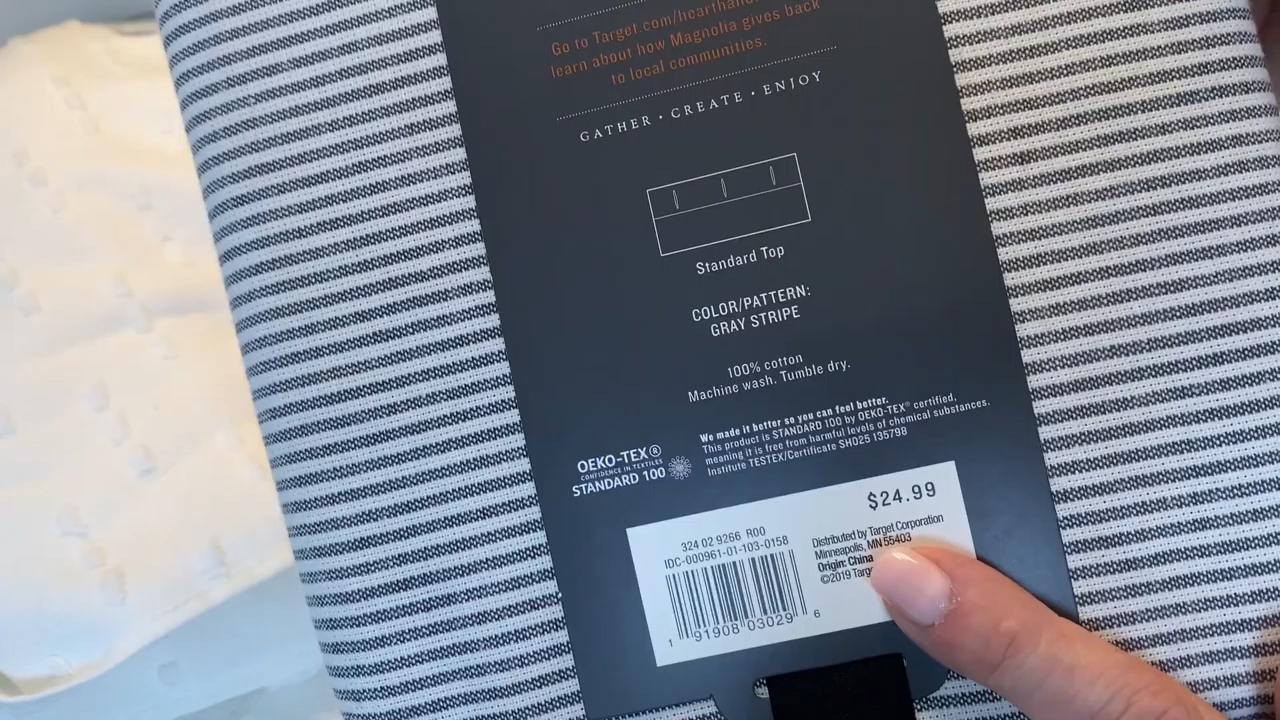 Go to Target.com/hearthand
learn about how Magnolia gives back
to local communities.
GATHER • CREATE • ENJOY
Standard Top
COLOR/PATTERN:
GRAY STRIPE
100% cotton
Machine wash. Tumble dry.
OEKO-TEX®
CONFIDENCE IN TEXTILES
STANDARD 100
We made it better so you can feel better.
This product is STANDARD 100 by OEKO-TEX® certified,
meaning it is free from harmful levels of chemical substances.
Institute TESTEX/Certificate SH025 135798
$24.99
324 02 9266 R00
IDC-000961-01-103-0158
1 91908 03029 6
Distributed by Target Corporation
Minneapolis, MN 55403
Origin: China
©2019 Targ